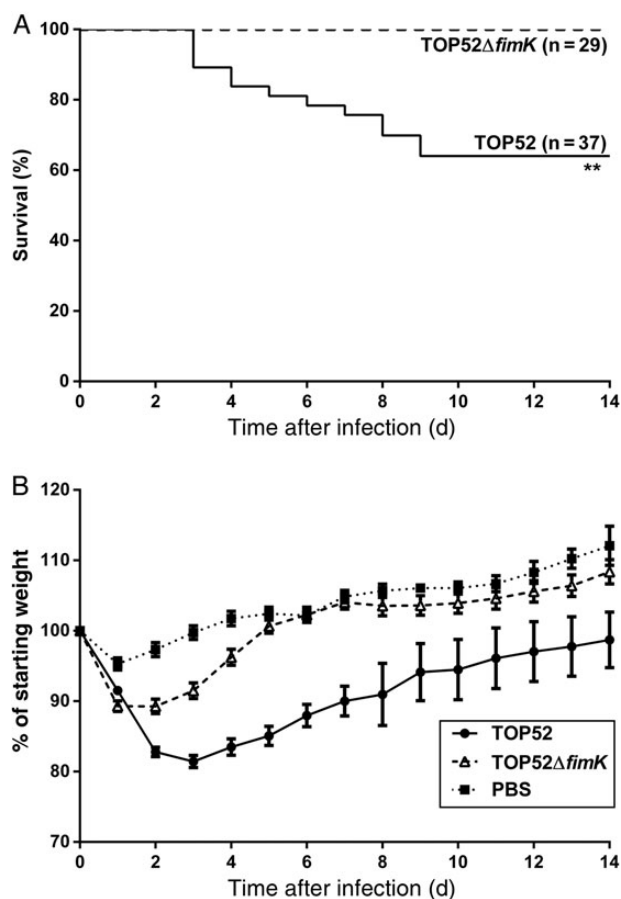 A
100
80
60
40
20
0
Survival (%)
TOP52ΔfimK (n = 29)
TOP52 (n = 37)
**
0 2 4 6 8 10 12 14
Time after infection (d)
B
120
110
100
90
80
70
% of starting weight
TOP52
TOP52ΔfimK
PBS
0 2 4 6 8 10 12 14
Time after infection (d)